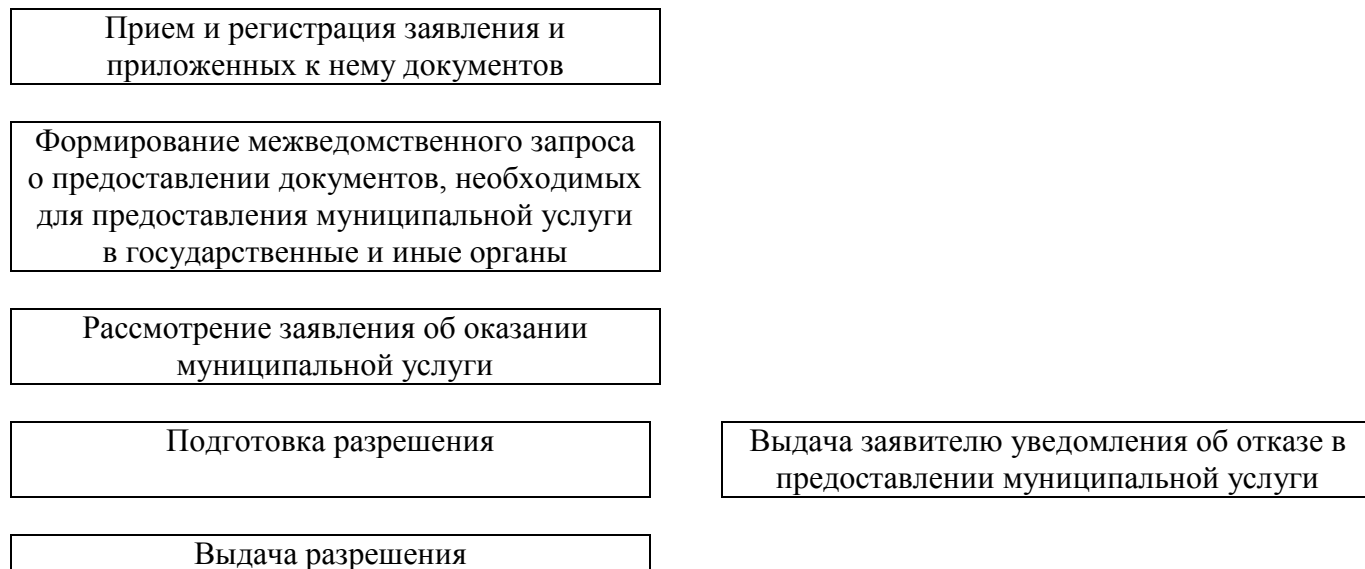 Прием и регистрация заявления и
приложенных к нему документов
Формирование межведомственного запроса
о предоставлении документов, необходимых
для предоставления муниципальной услуги
в государственные и иные органы
Рассмотрение заявления об оказании
муниципальной услуги
Подготовка разрешения
Выдача заявителю уведомления об отказе в
предоставлении муниципальной услуги
Выдача разрешения